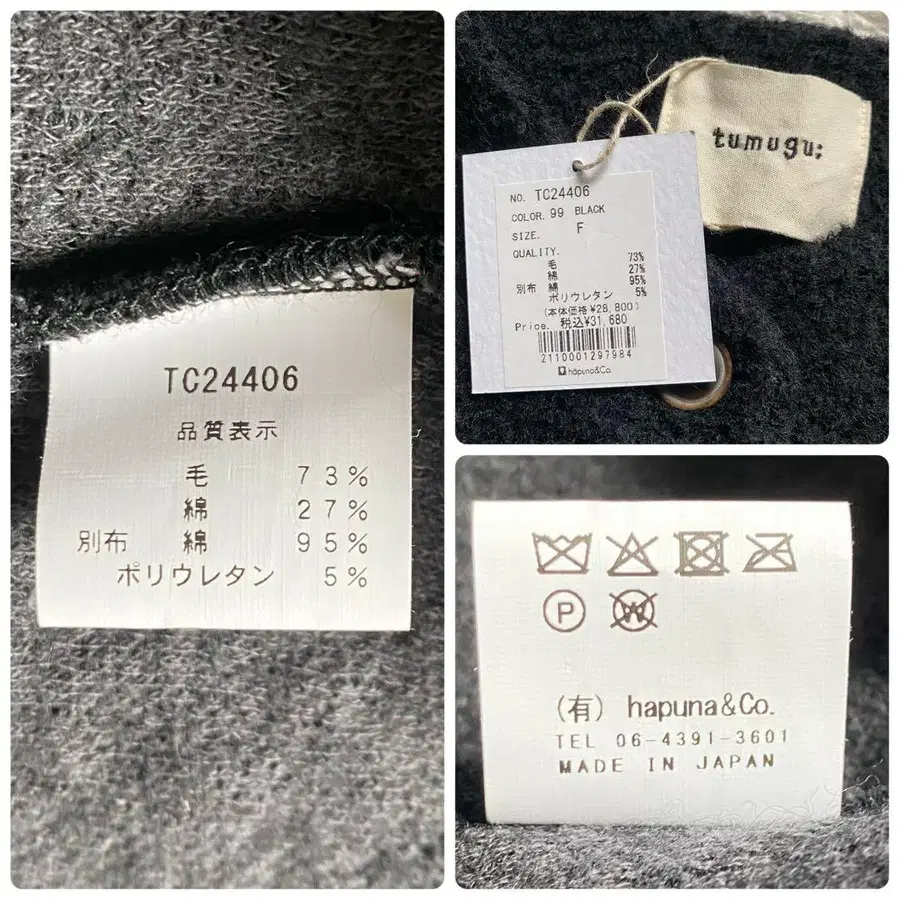 TC24406
品質表示
毛 73%
綿 27%
別布 綿 95%
ポリウレタン 5%
tumugu:
NO. TC24406
COLOR. 99 BLACK
SIZE. F
QUALITY.
毛 73%
綿 27%
別布 綿 95%
ポリウレタン 5%
(本体価格¥28,800)
Price. 税込¥31,680
2110001297984
hapuna&Co.
P
W
(有) hapuna&Co.
TEL 06-4391-3601
MADE IN JAPAN